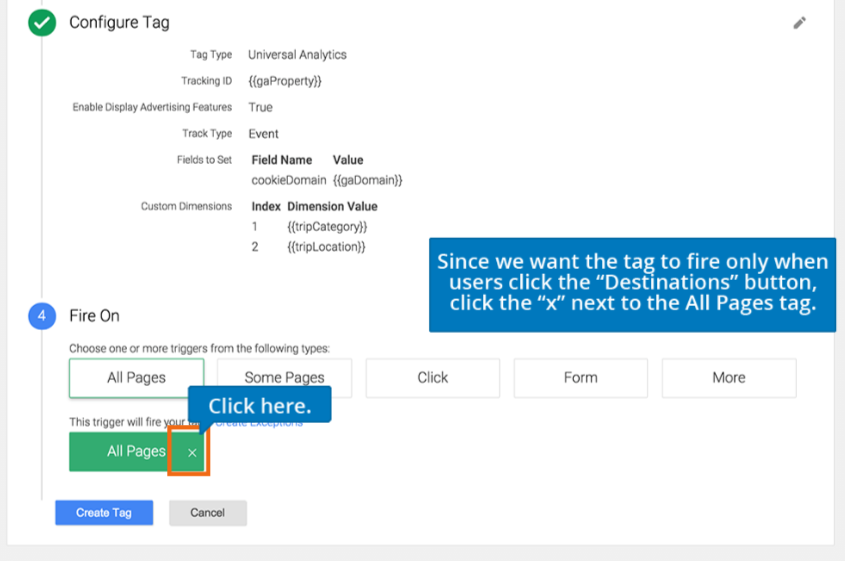 Configure Tag
Tag Type Universal Analytics
Tracking ID {{gaProperty}}
Enable Display Advertising Features True
Track Type Event
Fields to Set Field Name Value
cookieDomain {{gaDomain}}
Custom Dimensions Index Dimension Value
1 {{tripCategory}}
2 {{tripLocation}}
Since we want the tag to fire only when
users click the “Destinations” button,
click the “x” next to the All Pages tag.
4 Fire On
Choose one or more triggers from the following types:
All Pages Some Pages Click Form More
Click here.
This trigger will fire your Create Exceptions
All Pages ×
Create Tag Cancel